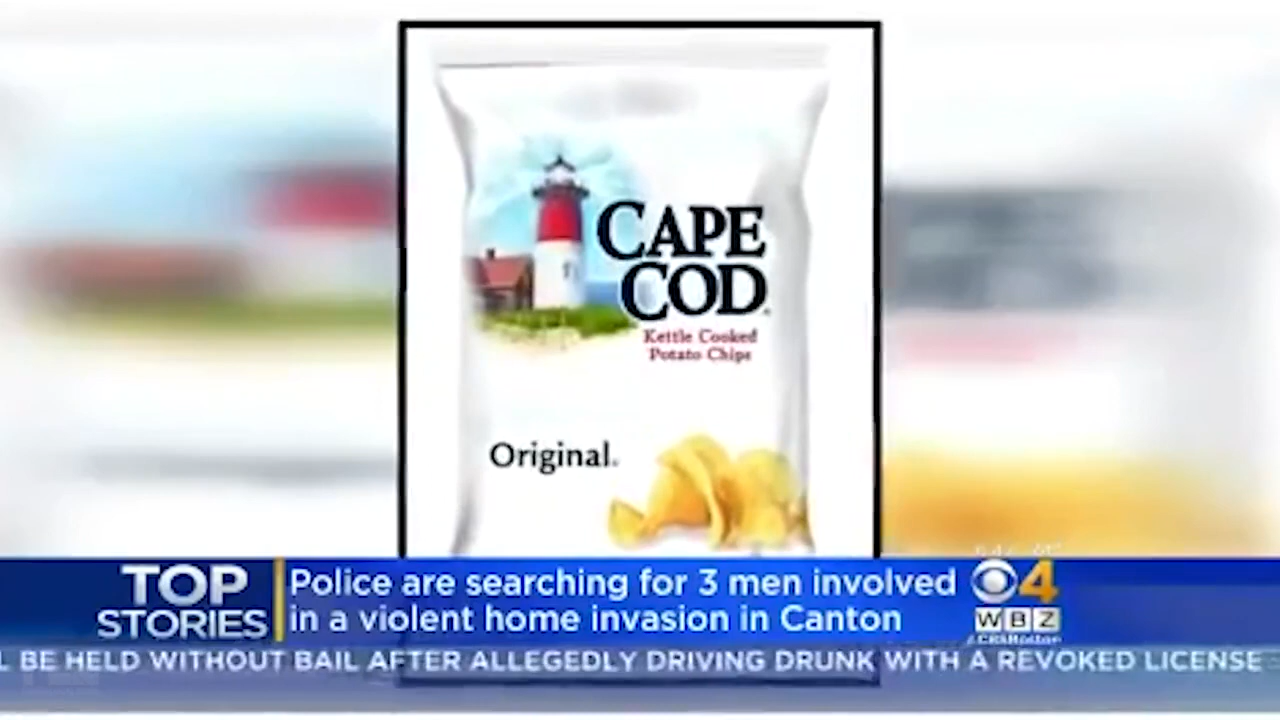 CAPE
COD
Kettle Cooked
Potato Chips
Original.
TOP
STORIES
Police are searching for 3 men involved
in a violent home invasion in Canton
4
WBZ
/CBSBoston
L BE HELD WITHOUT BAIL AFTER ALLEGEDLY DRIVING DRUNK WITH A REVOKED LICENSE